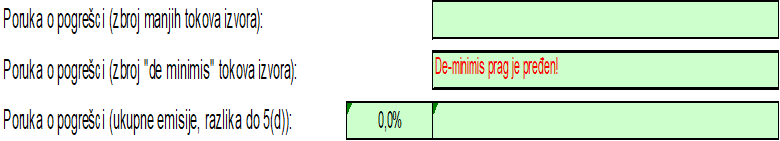 Poruka o pogrešci (zbroj manjih tokova izvora):
Poruka o pogrešci (zbroj "de minimis" tokova izvora): De-minimis prag je pređen!
Poruka o pogrešci (ukupne emisije, razlika do 5(d)): 0,0%